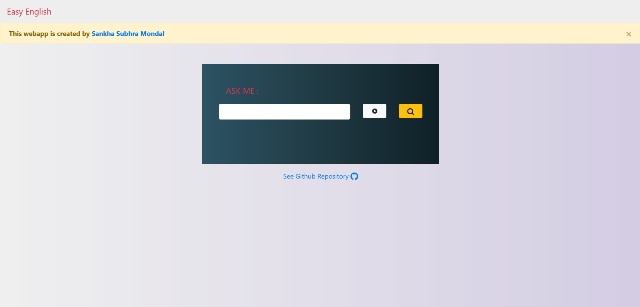 Easy English
This webapp is created by Sankha Subhra Mondal
×
ASK ME :
See Github Repository